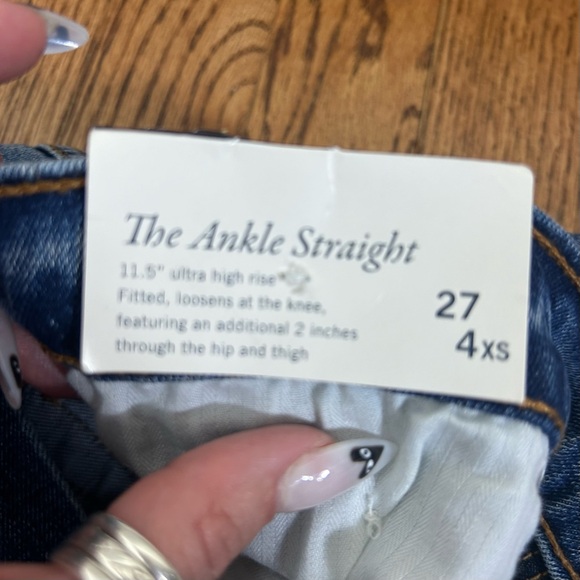 The Ankle Straight
11.5" ultra high rise*
Fitted, loosens at the knee,
featuring an additional 2 inches
through the hip and thigh
27
4XS